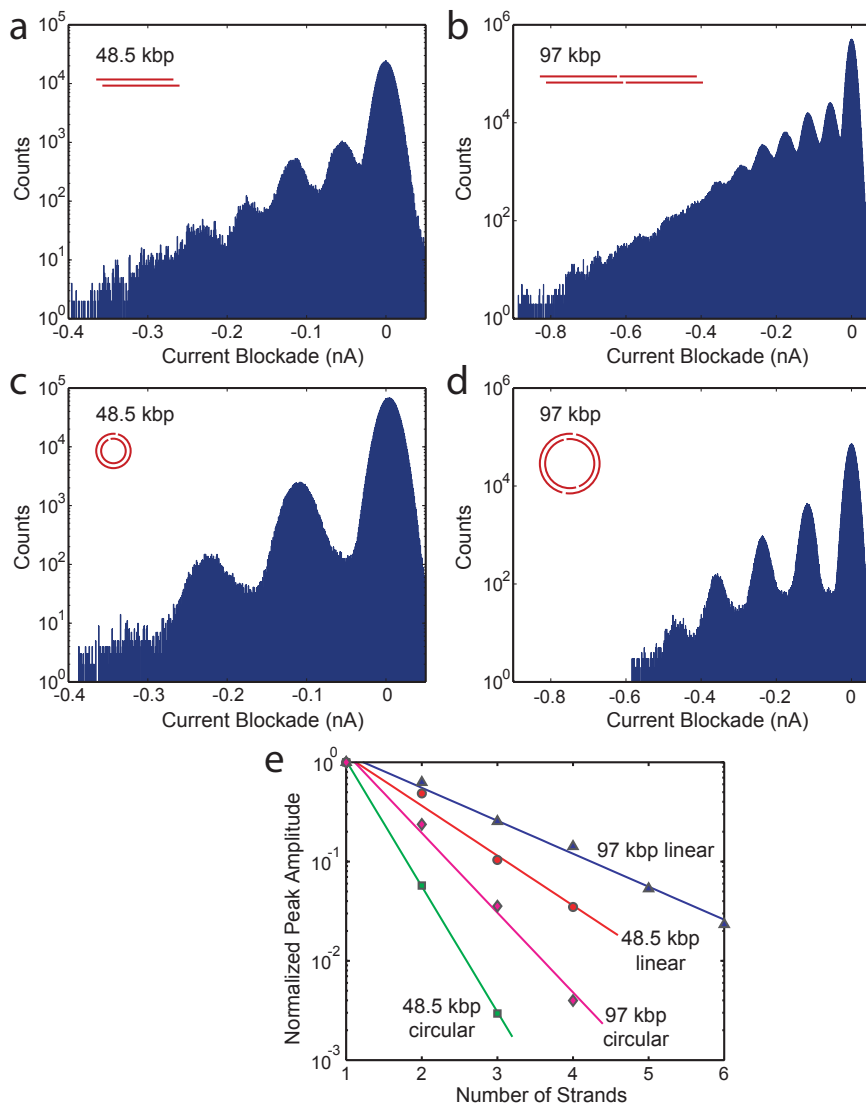 a
48.5 kbp
10^5
10^4
10^3
10^2
10^1
10^0
Counts
-0.4 -0.3 -0.2 -0.1 0
Current Blockade (nA)
b
97 kbp
10^6
10^4
10^2
10^0
Counts
-0.8 -0.6 -0.4 -0.2 0
Current Blockade (nA)
c
48.5 kbp
10^5
10^4
10^3
10^2
10^1
10^0
Counts
-0.4 -0.3 -0.2 -0.1 0
Current Blockade (nA)
d
97 kbp
10^6
10^4
10^2
10^0
Counts
-0.8 -0.6 -0.4 -0.2 0
Current Blockade (nA)
e
10^0
10^-1
10^-2
10^-3
Normalized Peak Amplitude
97 kbp linear
48.5 kbp
linear
97 kbp
circular
48.5 kbp
circular
1 2 3 4 5 6
Number of Strands